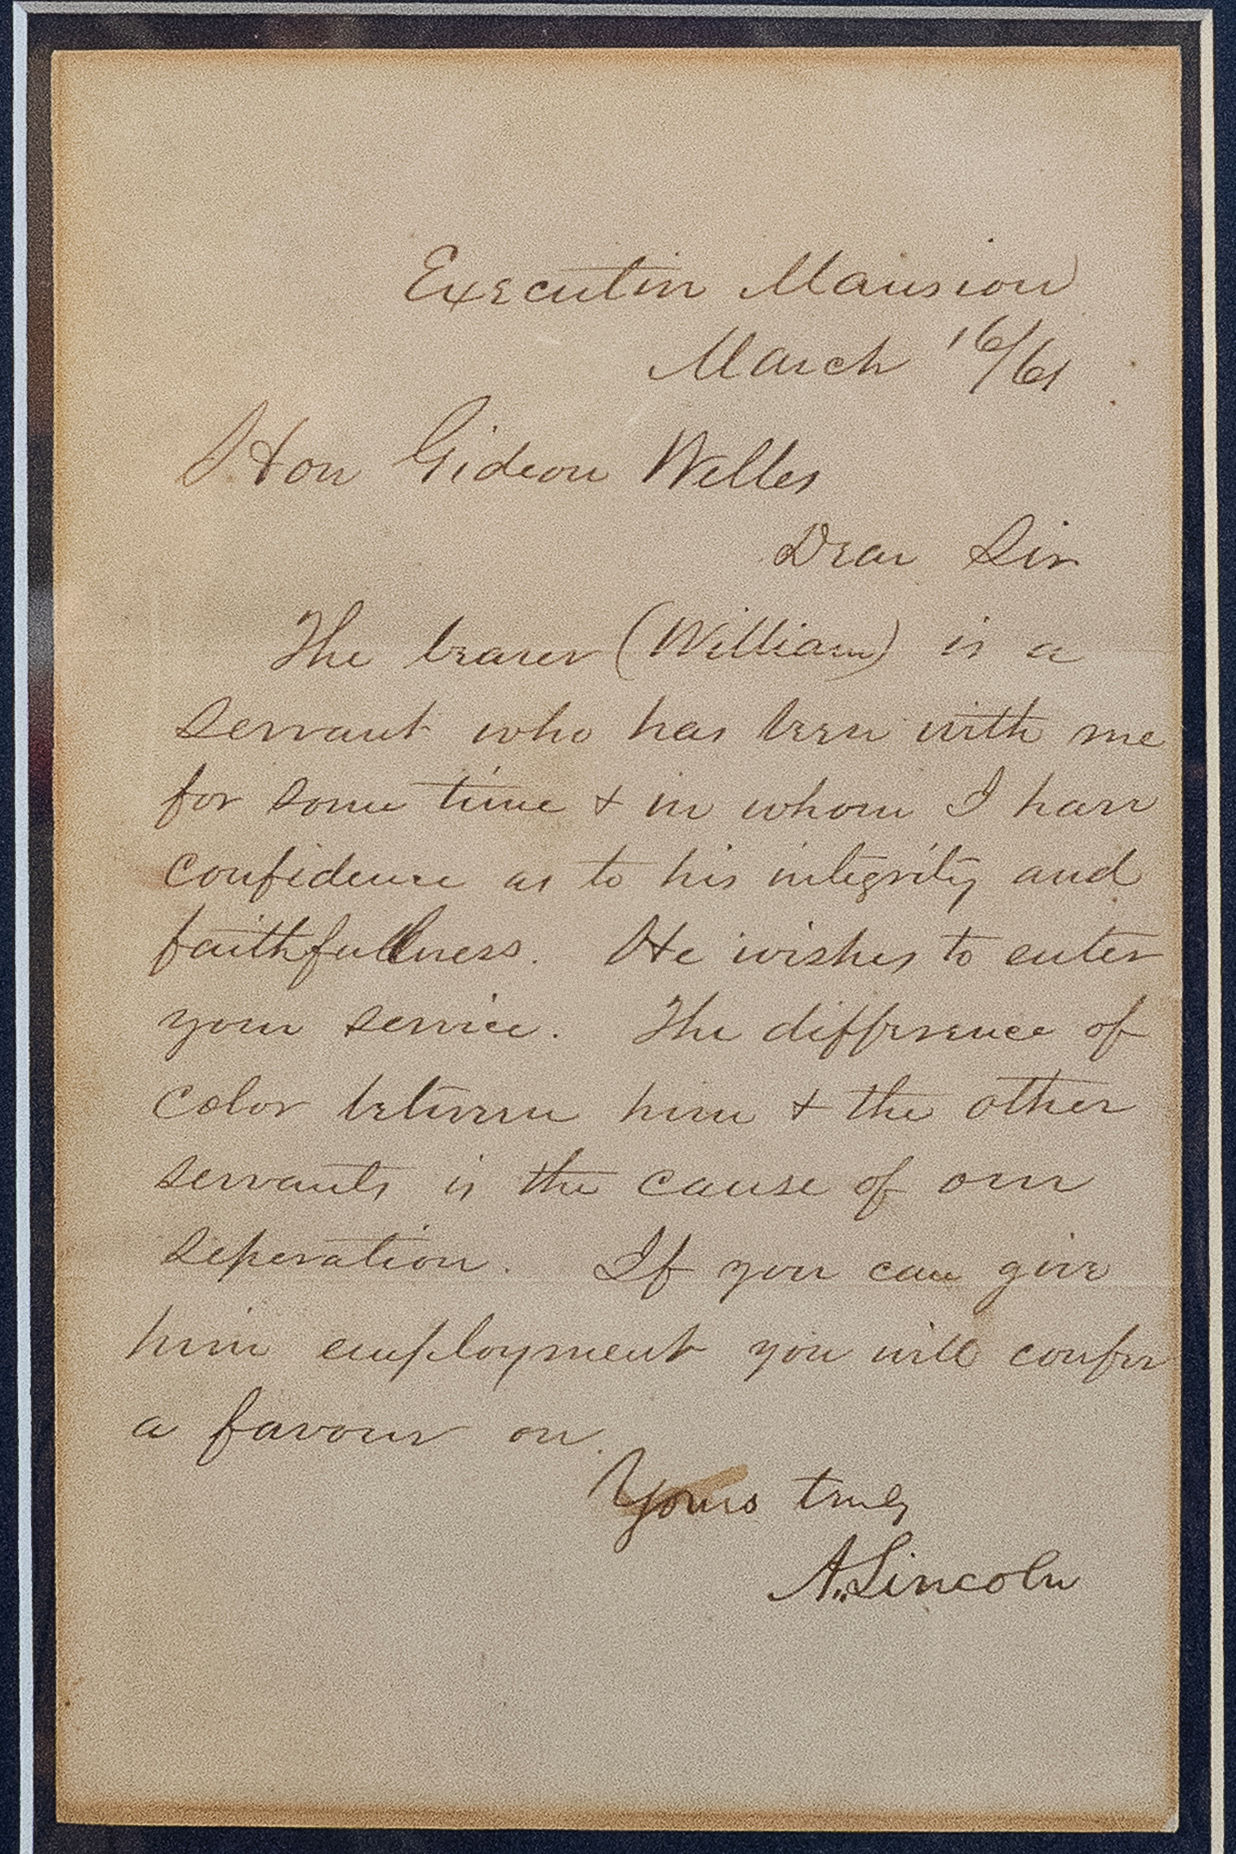 Executive Mansion
March 16/61
Hon Gideon Welles
Dear Sir
The bearer (William) is a
servant who has been with me
for some time & in whom I have
confidence as to his integrity and
faithfullness. He wishes to enter
your service. The difference of
color between him & the other
servants is the cause of our
seperation. If you can give
him employment you will confer
a favour on.
Yours truly
A. Lincoln